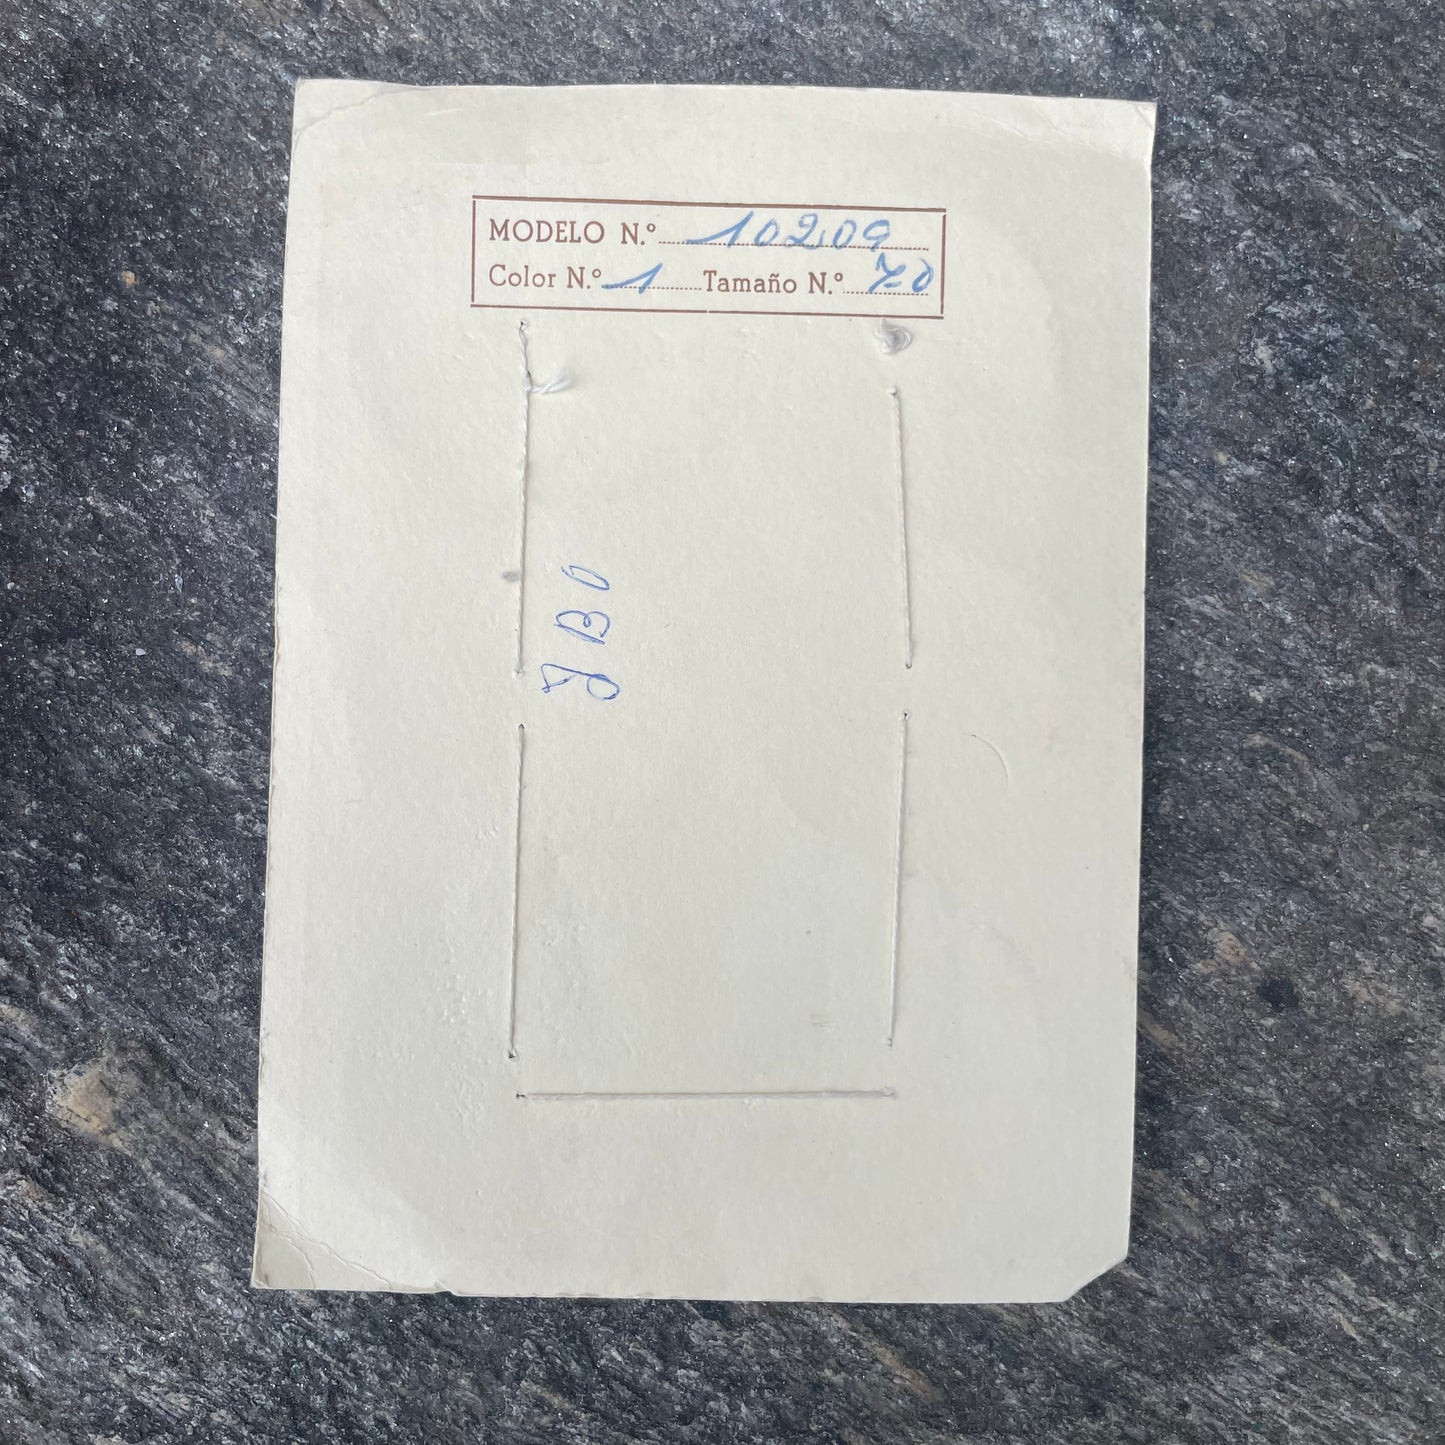 MODELO N.º 10209
Color N.º 1 Tamaño N.º 70